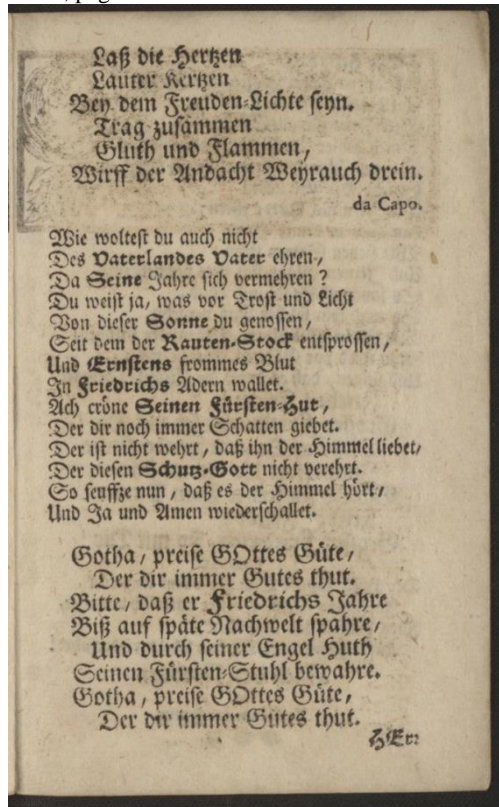 Laß die Hertzen
Lauter Kertzen
Bey dem Freuden-Lichte seyn.
Trag zusammen
Gluth und Flammen,
Wirff der Andacht Weyrauch drein.
da Capo.
Wie woltest du auch nicht
Des Vaterlandes Vater ehren,
Da Seine Jahre sich vermehren?
Du weist ja, was vor Trost und Licht
Von dieser Sonne du genossen,
Seit dem der Rauten-Stock entsprossen,
Und Ernstens frommes Blut
In Friedrichs Adern wallet.
Ach cröne Seinen Fürsten-Hut,
Der dir noch immer Schatten giebet.
Der ist nicht wehrt, daß ihn der Himmel liebet,
Der diesen Schutz-Gott nicht verehrt.
So seuffze nun, daß es der Himmel hört,
Und Ja und Amen wiederschallet.
Gotha, preise GOttes Güte,
Der dir immer Gutes thut.
Bitte, daß er Friedrichs Jahre
Biß auf späte Nachwelt spahre,
Und durch seiner Engel Huth
Seinen Fürsten-Stuhl bewahre.
Gotha, preise GOttes Güte,
Der dir immer Gutes thut.
HErr